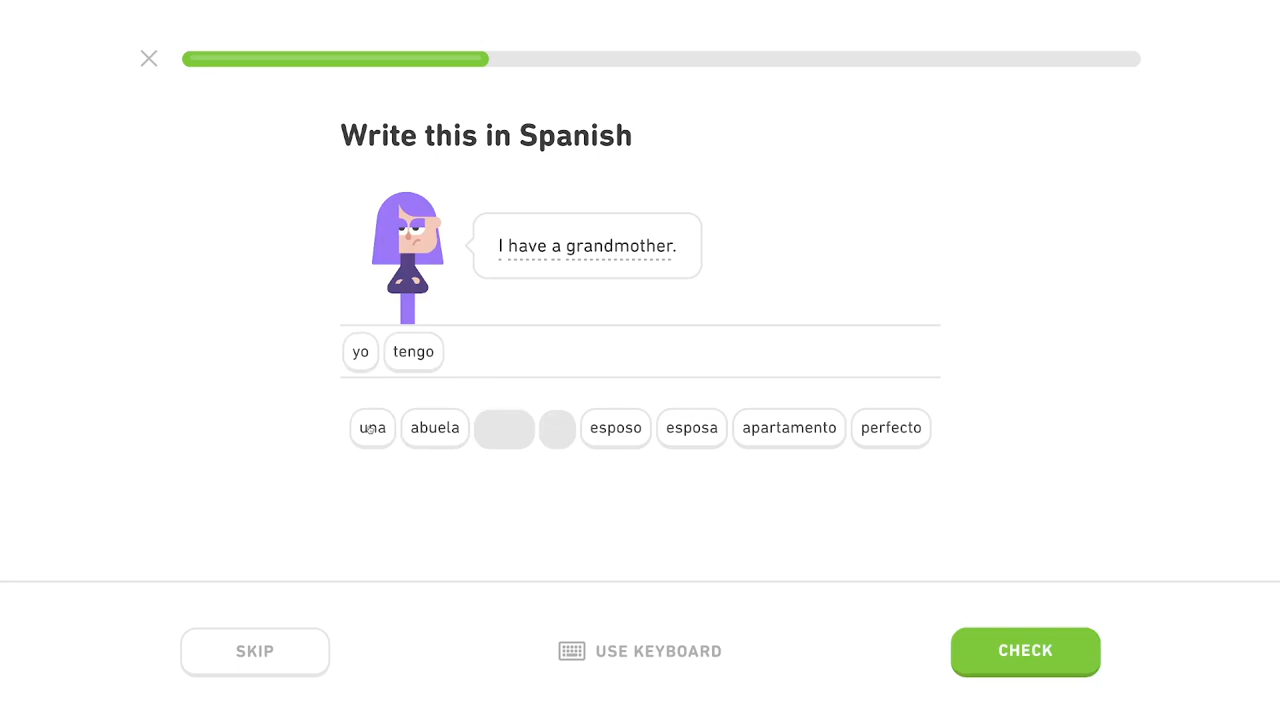 Write this in Spanish
I have a grandmother.
yo tengo
una abuela esposo esposa apartamento perfecto
SKIP USE KEYBOARD CHECK